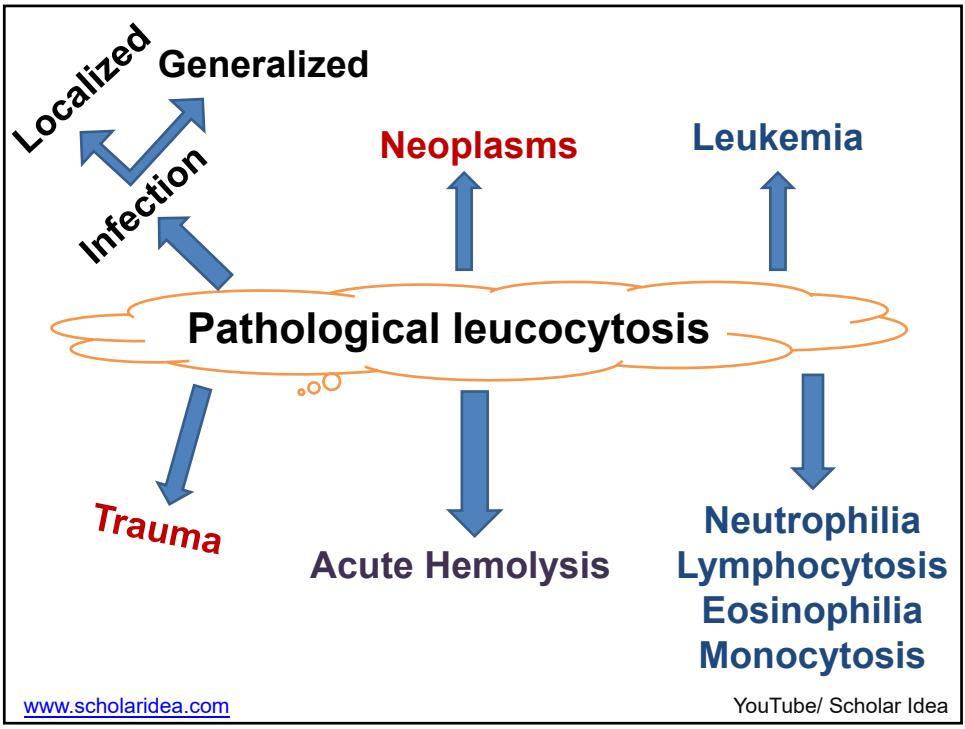 Localized
Generalized
Infection
Neoplasms
Leukemia
Pathological leucocytosis
Trauma
Acute Hemolysis
Neutrophilia
Lymphocytosis
Eosinophilia
Monocytosis
www.scholaridea.com
YouTube/ Scholar Idea